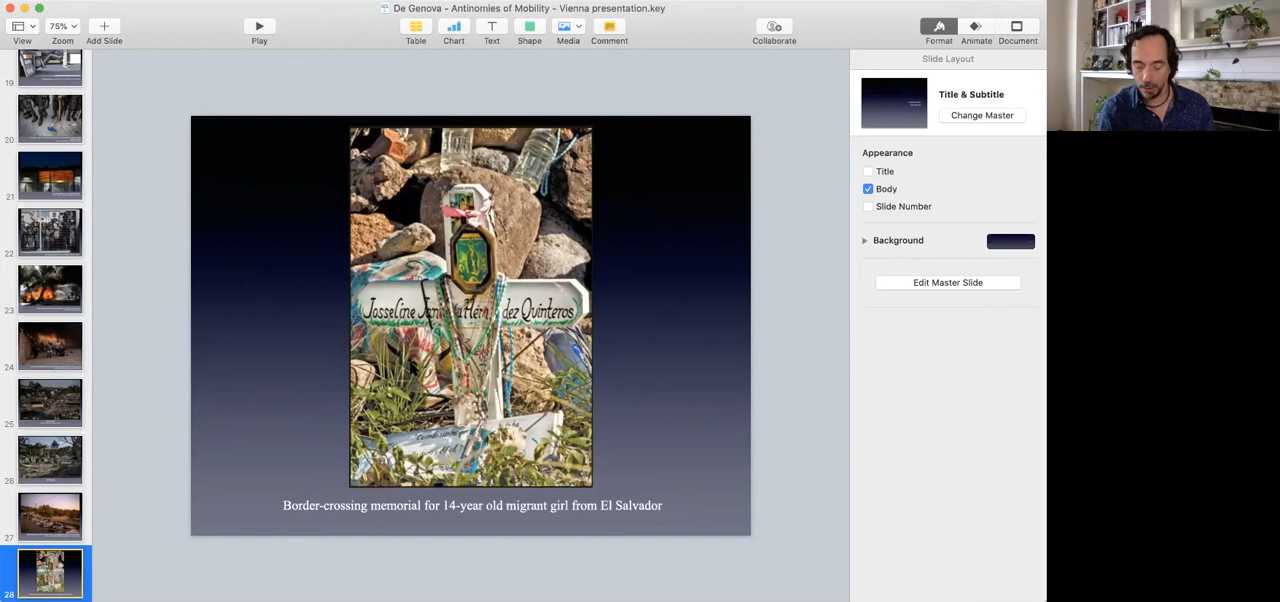 De Genova - Antinomies of Mobility - Vienna presentation.key
View
75%
Zoom
Add Slide
Play
Table
Chart
Text
Shape
Media
Comment
Collaborate
Format
Animate
Document
Slide Layout
Title & Subtitle
Change Master
Appearance
Title
Body
Slide Number
Background
Edit Master Slide
19
20
21
22
23
24
25
26
27
28
Josseline dez Quinteros
Border-crossing memorial for 14-year old migrant girl from El Salvador